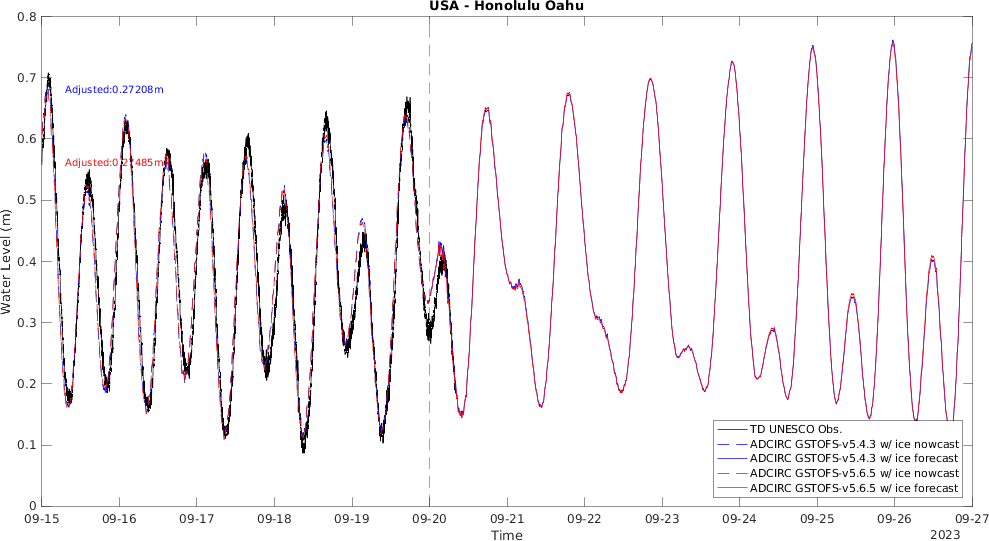 USA - Honolulu Oahu
0.8
0.7
0.6
0.5
0.4
0.3
0.2
0.1
0
Water Level (m)
Adjusted:0.27208m
Adjusted:0.27485m
TD UNESCO Obs.
ADCIRC GSTOFS-v5.4.3 w/ ice nowcast
ADCIRC GSTOFS-v5.4.3 w/ ice forecast
ADCIRC GSTOFS-v5.6.5 w/ ice nowcast
ADCIRC GSTOFS-v5.6.5 w/ ice forecast
09-15 09-16 09-17 09-18 09-19 09-20 09-21 09-22 09-23 09-24 09-25 09-26 09-27
Time
2023